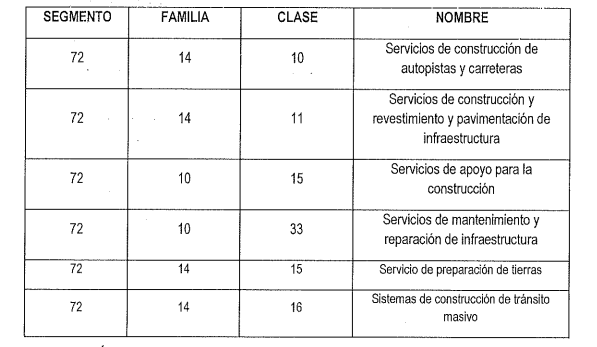 SEGMENTO FAMILIA CLASE NOMBRE
72 14 10 Servicios de construcción de
autopistas y carreteras
72 14 11 Servicios de construcción y
revestimiento y pavimentación de
infraestructura
72 10 15 Servicios de apoyo para la
construcción
72 10 33 Servicios de mantenimiento y
reparación de infraestructura
72 14 15 Servicio de preparación de tierras
72 14 16 Sistemas de construcción de tránsito
masivo